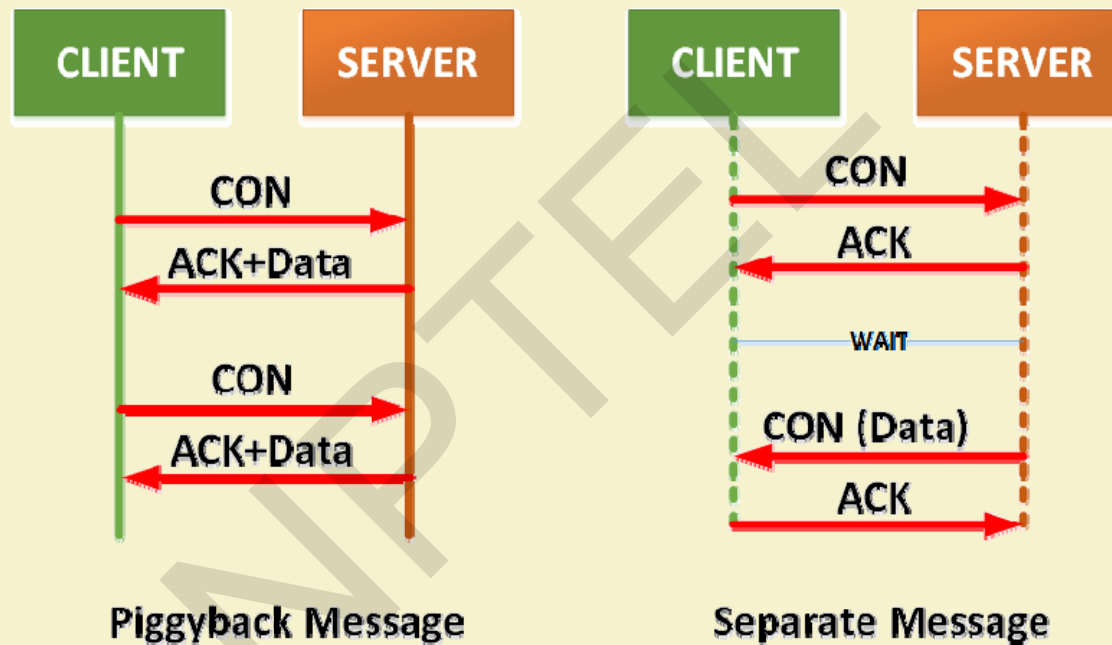 CLIENT SERVER
CON
ACK+Data
CON
ACK+Data
Piggyback Message
CLIENT SERVER
CON
ACK
WAIT
CON (Data)
ACK
Separate Message
NPTEL